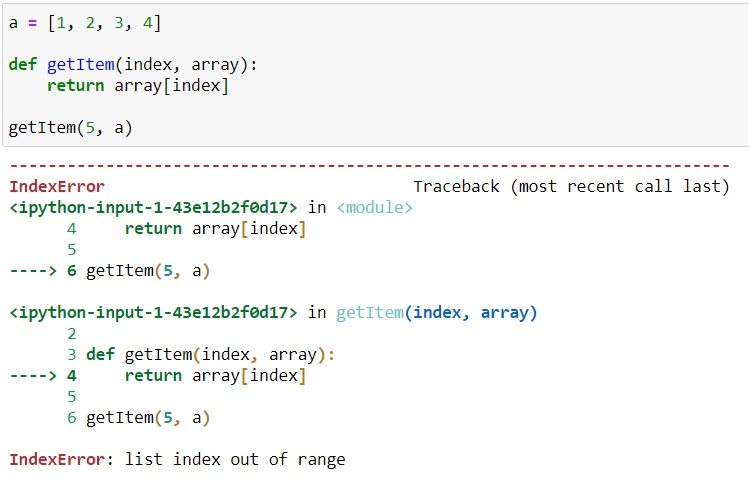 a = [1, 2, 3, 4]

def getItem(index, array):
    return array[index]

getItem(5, a)
---------------------------------------------------------------------------
IndexError                                Traceback (most recent call last)
<ipython-input-1-43e12b2f0d17> in <module>
      4     return array[index]
      5
----> 6 getItem(5, a)

<ipython-input-1-43e12b2f0d17> in getItem(index, array)
      2
      3 def getItem(index, array):
----> 4     return array[index]
      5
      6 getItem(5, a)

IndexError: list index out of range